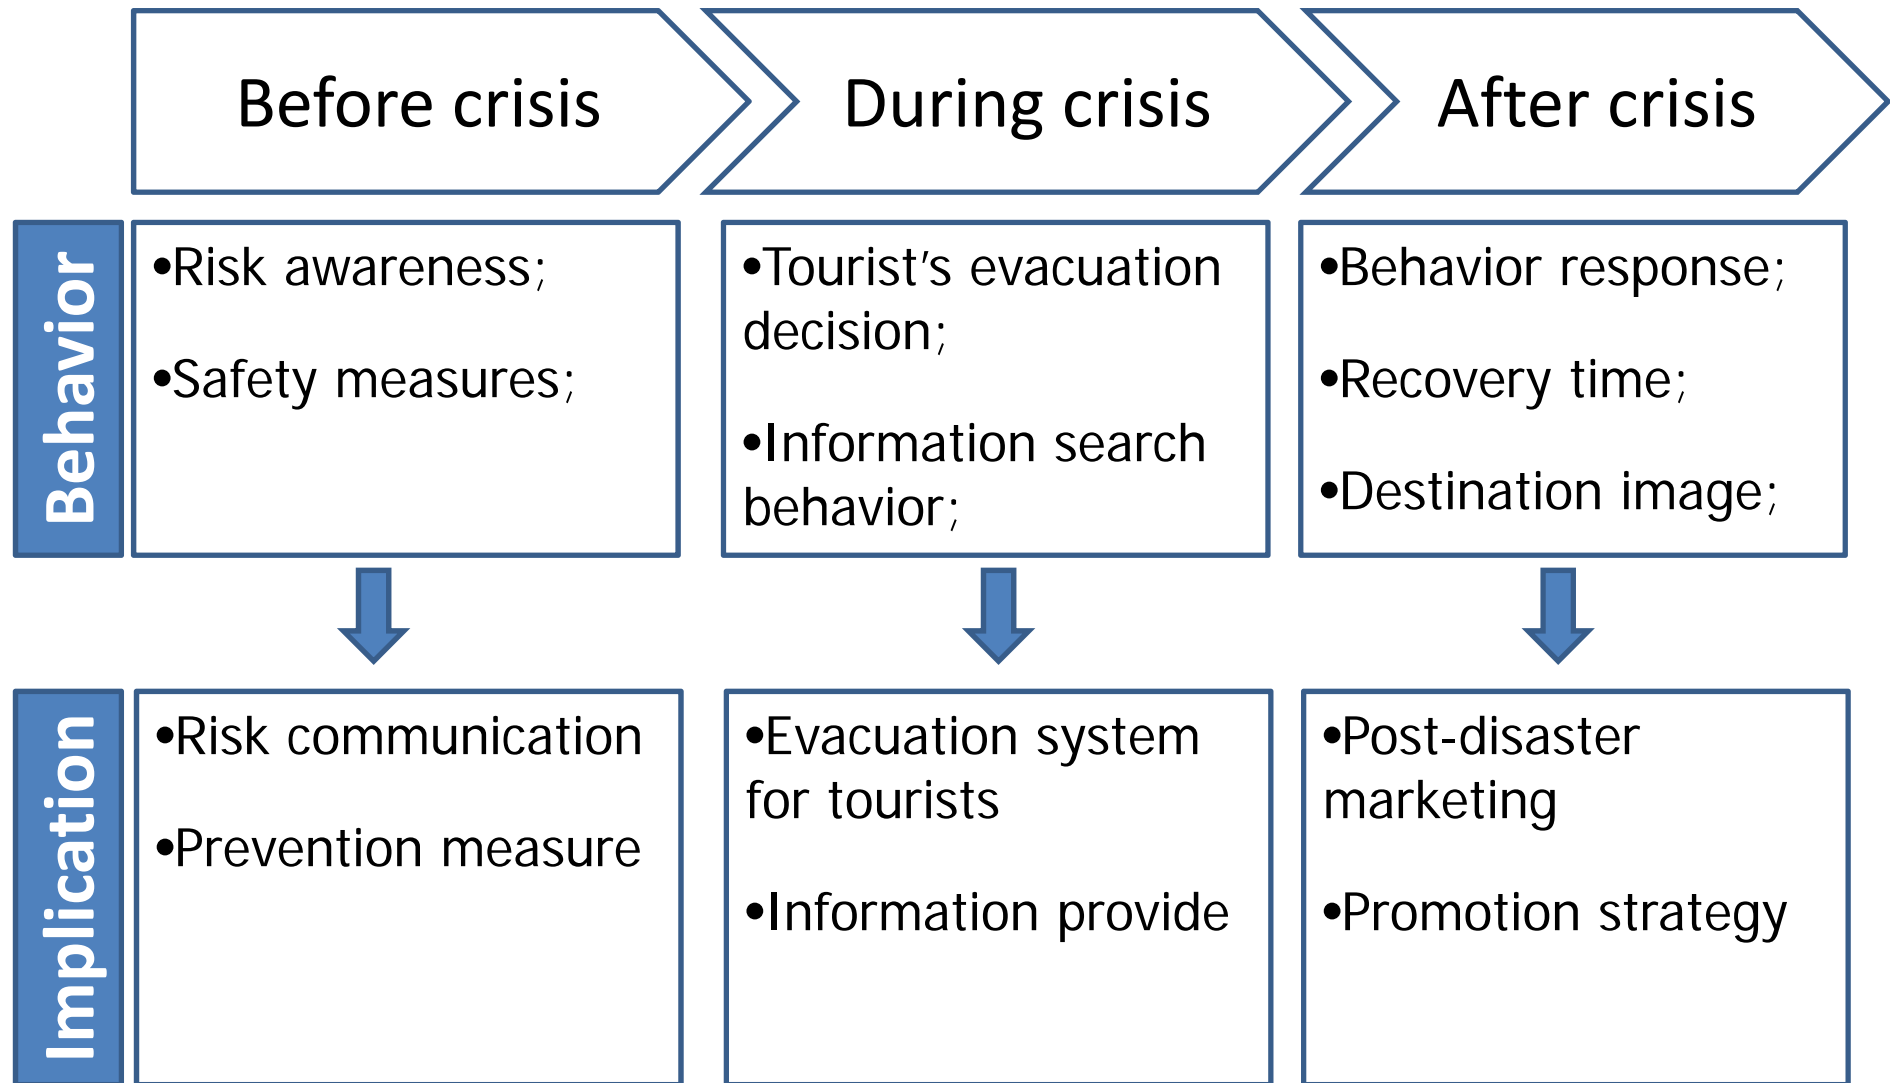 Before crisis
During crisis
After crisis
Behavior
•Risk awareness;
•Safety measures;
•Tourist's evacuation
decision;
•Information search
behavior;
•Behavior response;
•Recovery time;
•Destination image;
Implication
•Risk communication
•Prevention measure
•Evacuation system
for tourists
•Information provide
•Post-disaster
marketing
•Promotion strategy